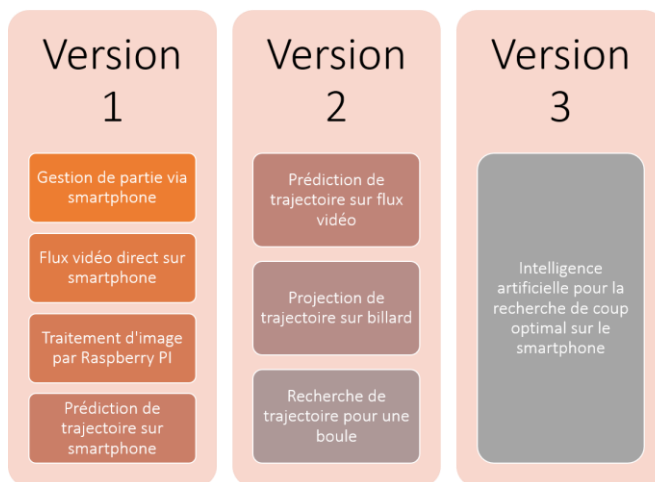 Version
1
Gestion de partie via
smartphone
Flux vidéo direct sur
smartphone
Traitement d'image
par Raspberry PI
Prédiction de
trajectoire sur
smartphone
Version
2
Prédiction de
trajectoire sur flux
vidéo
Projection de
trajectoire sur billard
Recherche de
trajectoire pour une
boule
Version
3
Intelligence
artificielle pour la
recherche de coup
optimal sur le
smartphone